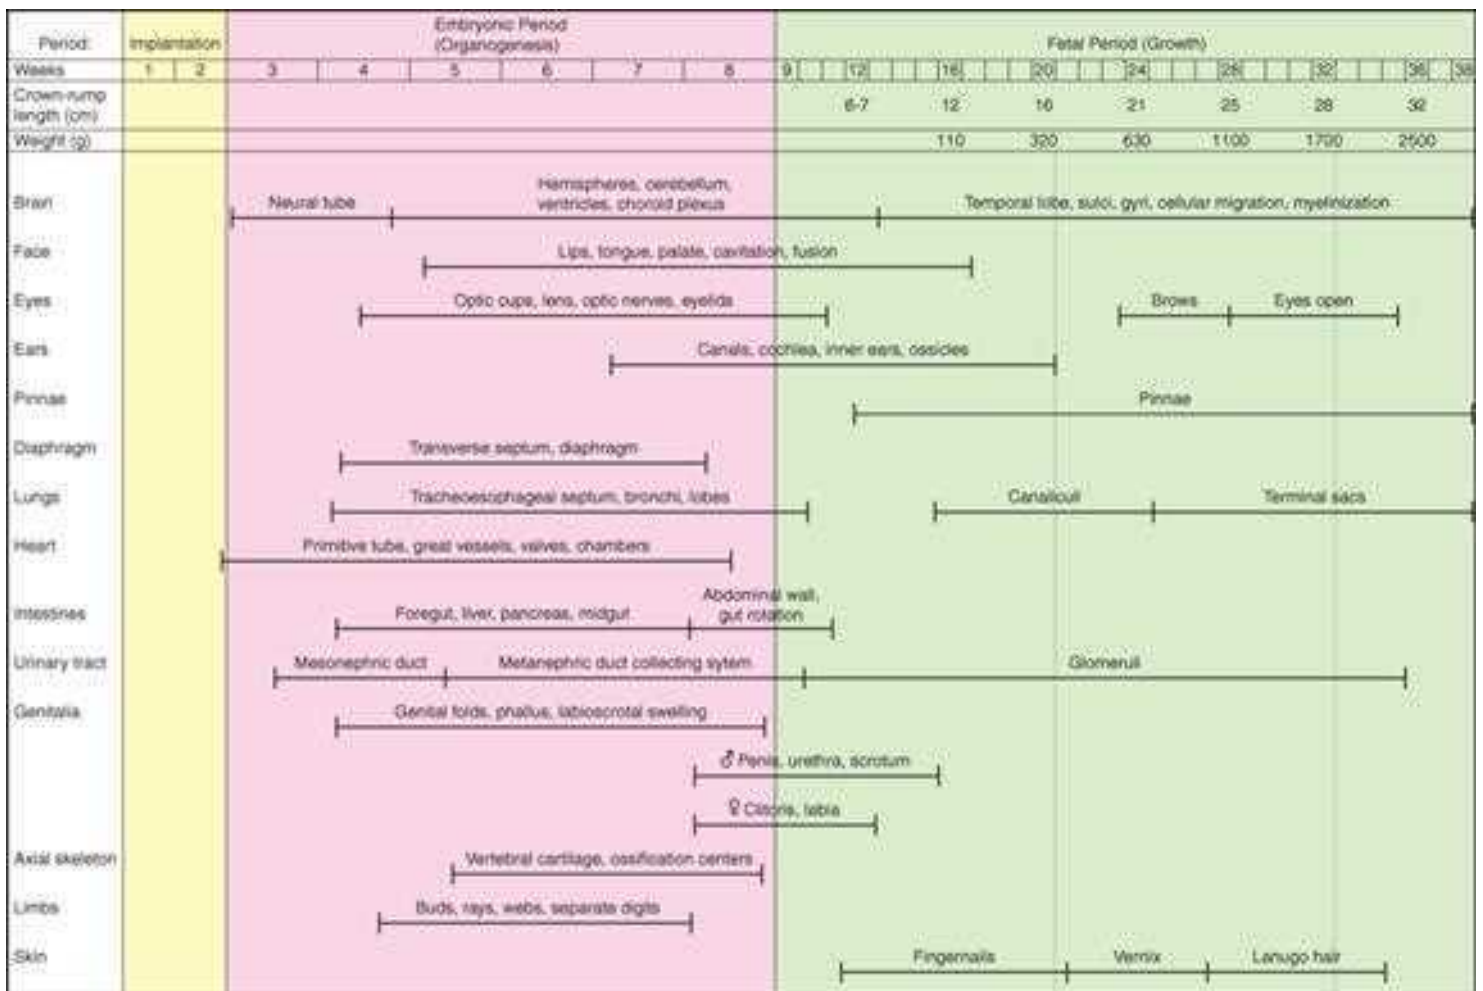 Embryonic Period
Period: Implantation (Organogenesis) Fetal Period (Growth)
Weeks 1 2 3 4 5 6 7 8 9 12 16 20 24 28 32 36 38
Crown-rump
length (cm) 6-7 12 16 21 25 28 32
Weight (g) 110 320 630 1100 1700 2500
Hemispheres, cerebellum,
Brain Neural tube ventricles, choroid plexus Temporal lobe, sulci, gyri, cellular migration, myelinization
Face Lips, tongue, palate, cavitation, fusion
Eyes Optic cups, lens, optic nerves, eyelids Brows Eyes open
Ears Canals, cochlea, inner ears, ossicles
Pinnae Pinnae
Diaphragm Transverse septum, diaphragm
Lungs Tracheoesophageal septum, bronchi, lobes Canaliculi Terminal sacs
Heart Primitive tube, great vessels, valves, chambers
Abdominal wall,
Intestines Foregut, liver, pancreas, midgut gut rotation
Urinary tract Mesonephric duct Metanephric duct collecting sytem Glomeruli
Genitalia Genital folds, phallus, labioscrotal swelling
♂ Penis, urethra, scrotum
♀ Clitoris, labia
Axial skeleton Vertebral cartilage, ossification centers
Limbs Buds, rays, webs, separate digits
Skin Fingernails Vernix Lanugo hair